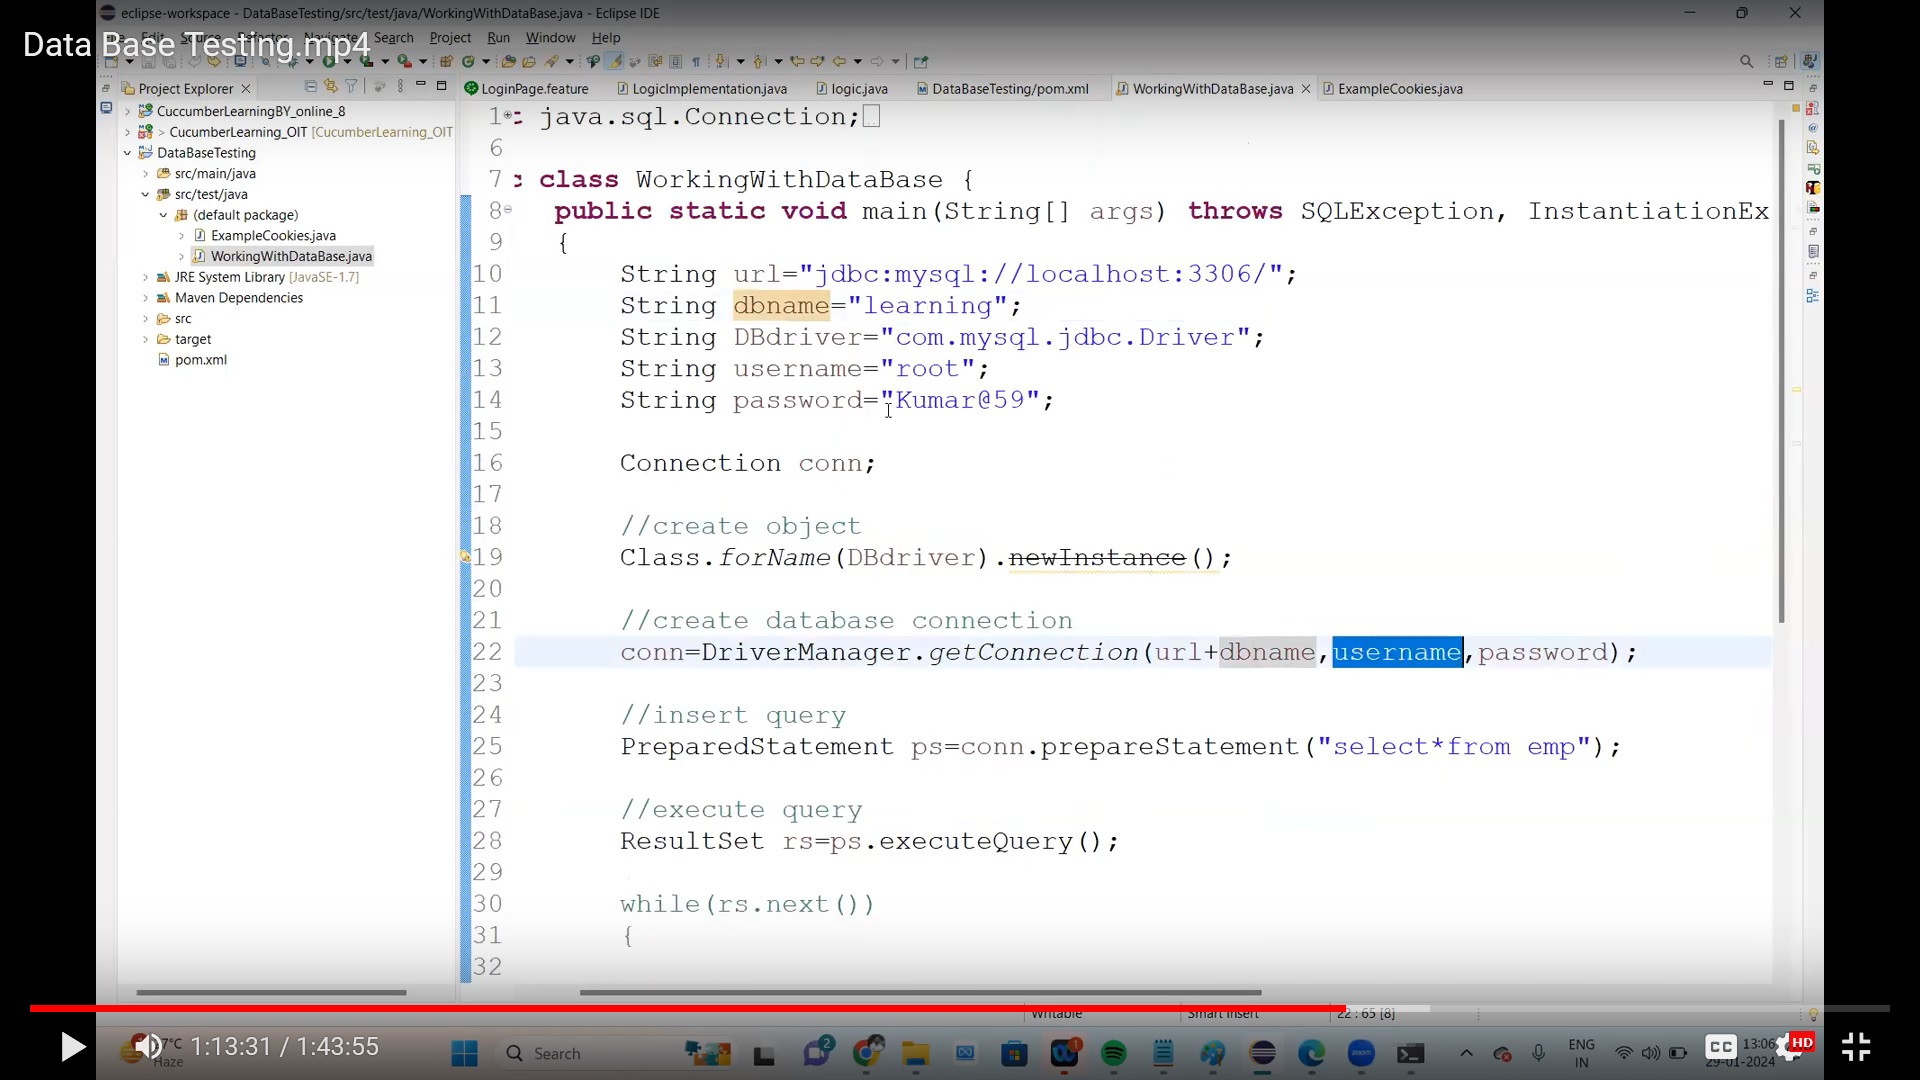 eclipse-workspace - DataBaseTesting/src/test/java/WorkingWithDataBase.java - Eclipse IDE
Data Base Testing.mp4
Search Project Run Window Help
Project Explorer
LoginPage.feature LogicImplementation.java logic.java DataBaseTesting/pom.xml WorkingWithDataBase.java ExampleCookies.java
CuccumberLearningBY_online_8
> CucumberLearning_OIT [CucumberLearning_OIT
DataBaseTesting
src/main/java
src/test/java
(default package)
ExampleCookies.java
WorkingWithDataBase.java
JRE System Library [JavaSE-1.7]
Maven Dependencies
src
target
pom.xml
1 java.sql.Connection;
6
7 class WorkingWithDataBase {
8 public static void main(String[] args) throws SQLException, InstantiationEx
9 {
10 String url="jdbc:mysql://localhost:3306/";
11 String dbname="learning";
12 String DBdriver="com.mysql.jdbc.Driver";
13 String username="root";
14 String password="Kumar@59";
15
16 Connection conn;
17
18 //create object
19 Class.forName(DBdriver).newInstance();
20
21 //create database connection
22 conn=DriverManager.getConnection(url+dbname,username,password);
23
24 //insert query
25 PreparedStatement ps=conn.prepareStatement("select*from emp");
26
27 //execute query
28 ResultSet rs=ps.executeQuery();
29
30 while(rs.next())
31 {
32
Writable Smart Insert 22:65 [8]
1:13:31 / 1:43:55
Haze
Search
2
1
ENG
IN
CC
HD
13:06
29-01-2024